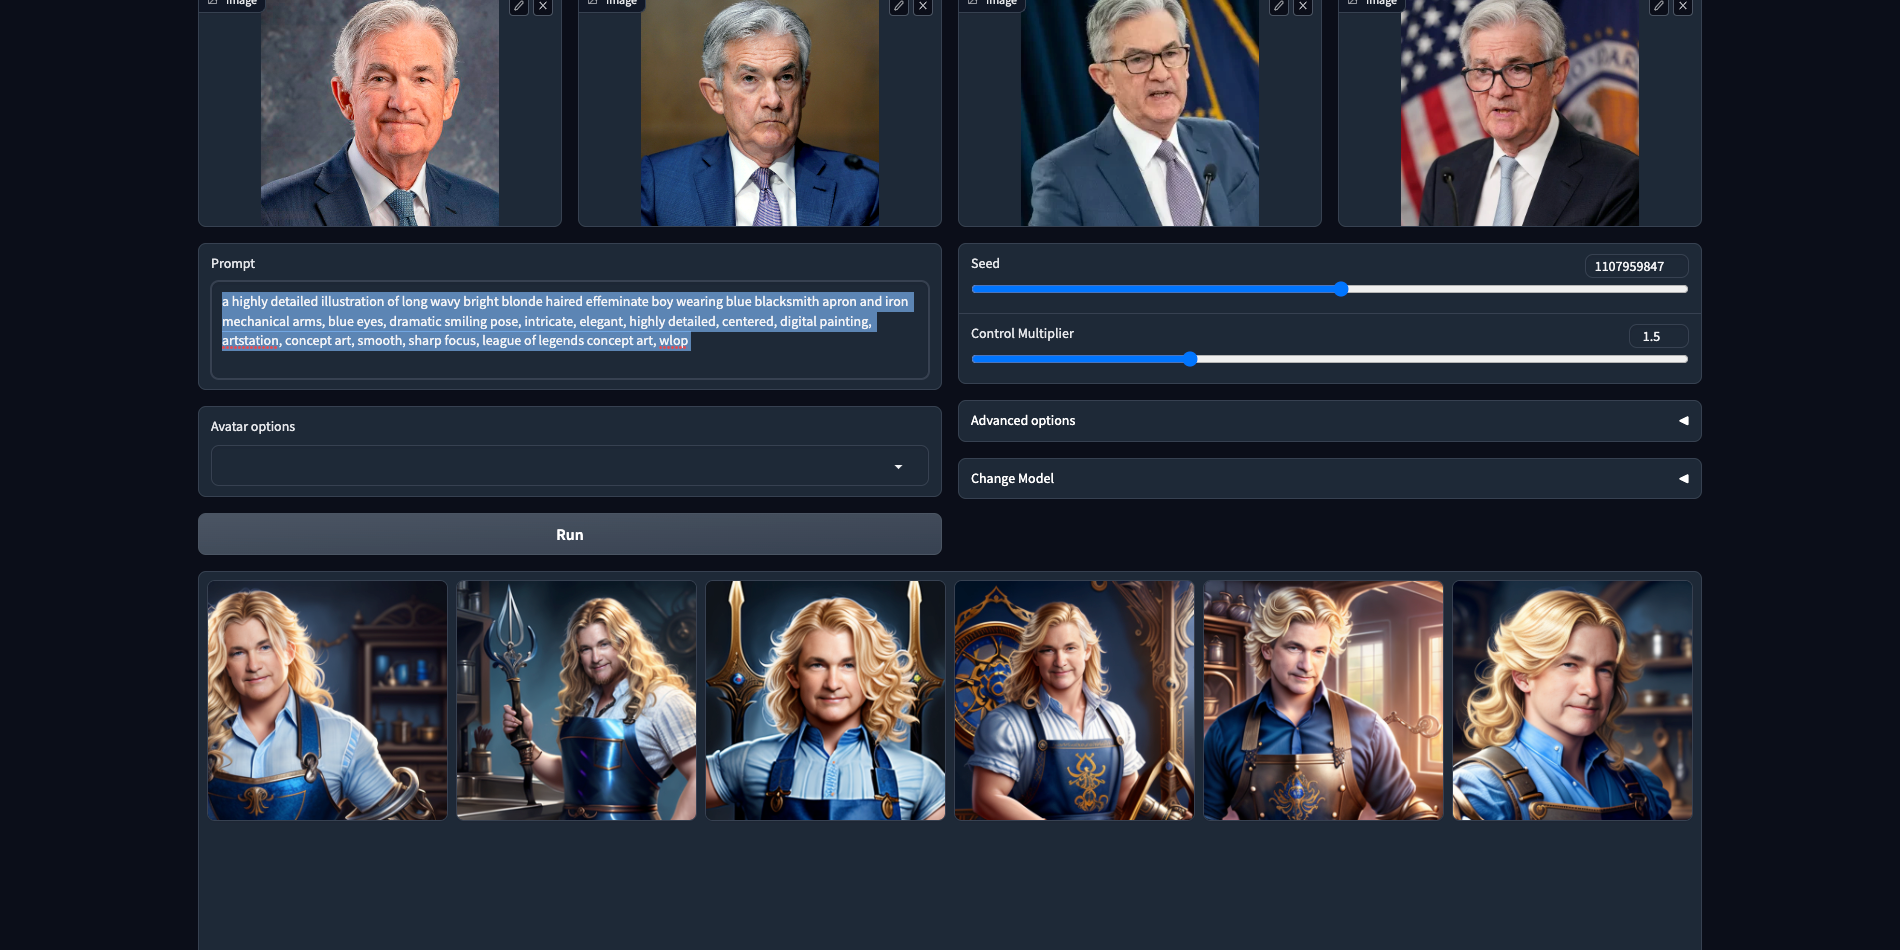 Image
Image
Image
Image
Prompt
a highly detailed illustration of long wavy bright blonde haired effeminate boy wearing blue blacksmith apron and iron
mechanical arms, blue eyes, dramatic smiling pose, intricate, elegant, highly detailed, centered, digital painting,
artstation, concept art, smooth, sharp focus, league of legends concept art, wlop
Seed
1107959847
Control Multiplier
1.5
Avatar options
Advanced options
Change Model
Run